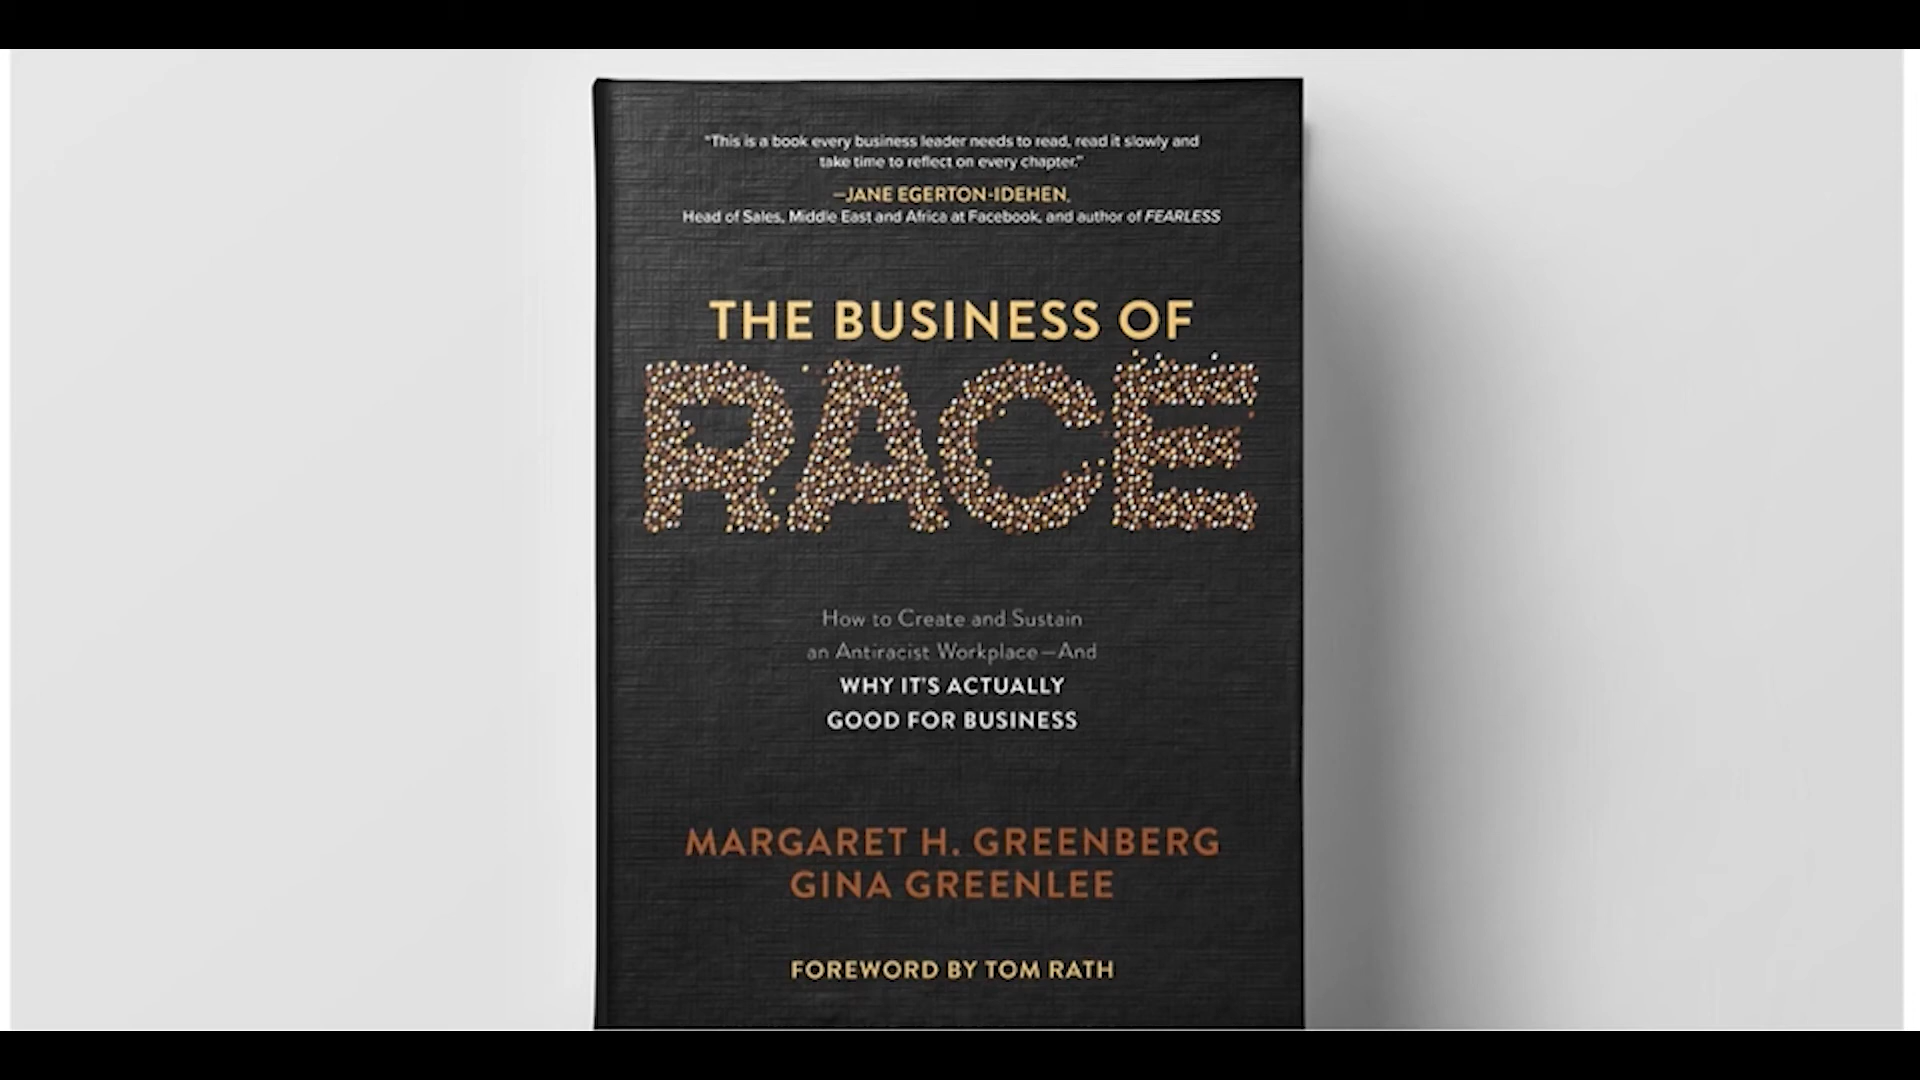 "This is a book every business leader needs to read, read it slowly and
take time to reflect on every chapter."
—JANE EGERTON-IDEHEN,
Head of Sales, Middle East and Africa at Facebook, and author of FEARLESS
THE BUSINESS OF
RACE
How to Create and Sustain
an Antiracist Workplace—And
WHY IT'S ACTUALLY
GOOD FOR BUSINESS
MARGARET H. GREENBERG
GINA GREENLEE
FOREWORD BY TOM RATH